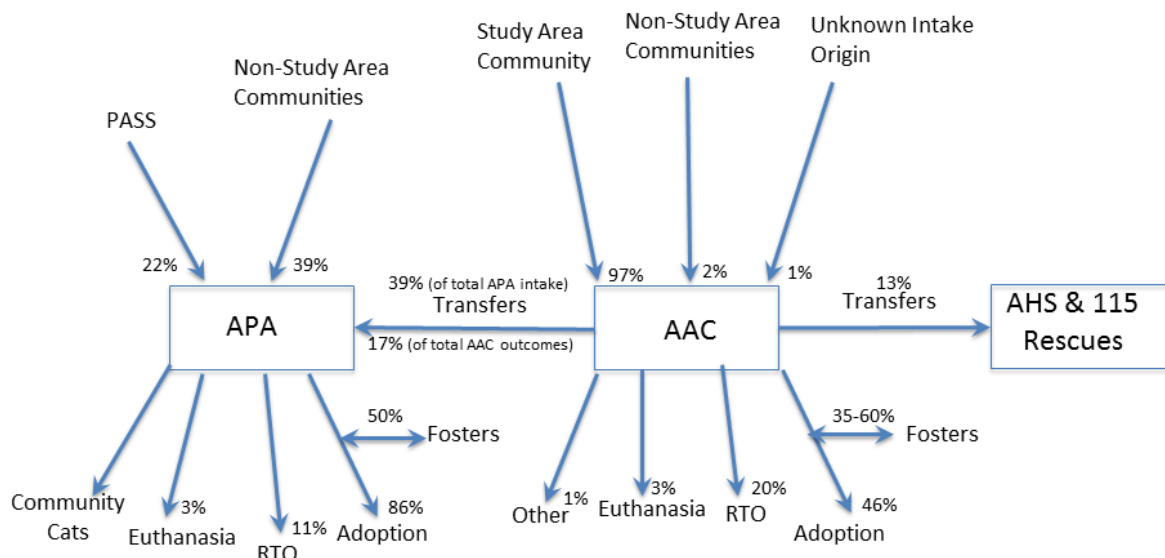 Study Area
Community
Non-Study Area
Communities
Unknown Intake
Origin
Non-Study Area
Communities
PASS
22%
39%
39% (of total APA intake)
Transfers
17% (of total AAC outcomes)
97%
2%
1%
13%
Transfers
APA
AAC
AHS & 115
Rescues
50%
Fosters
35-60%
Fosters
Community
Cats
3%
Euthanasia
11%
RTO
86%
Adoption
1%
Other
3%
Euthanasia
20%
RTO
46%
Adoption